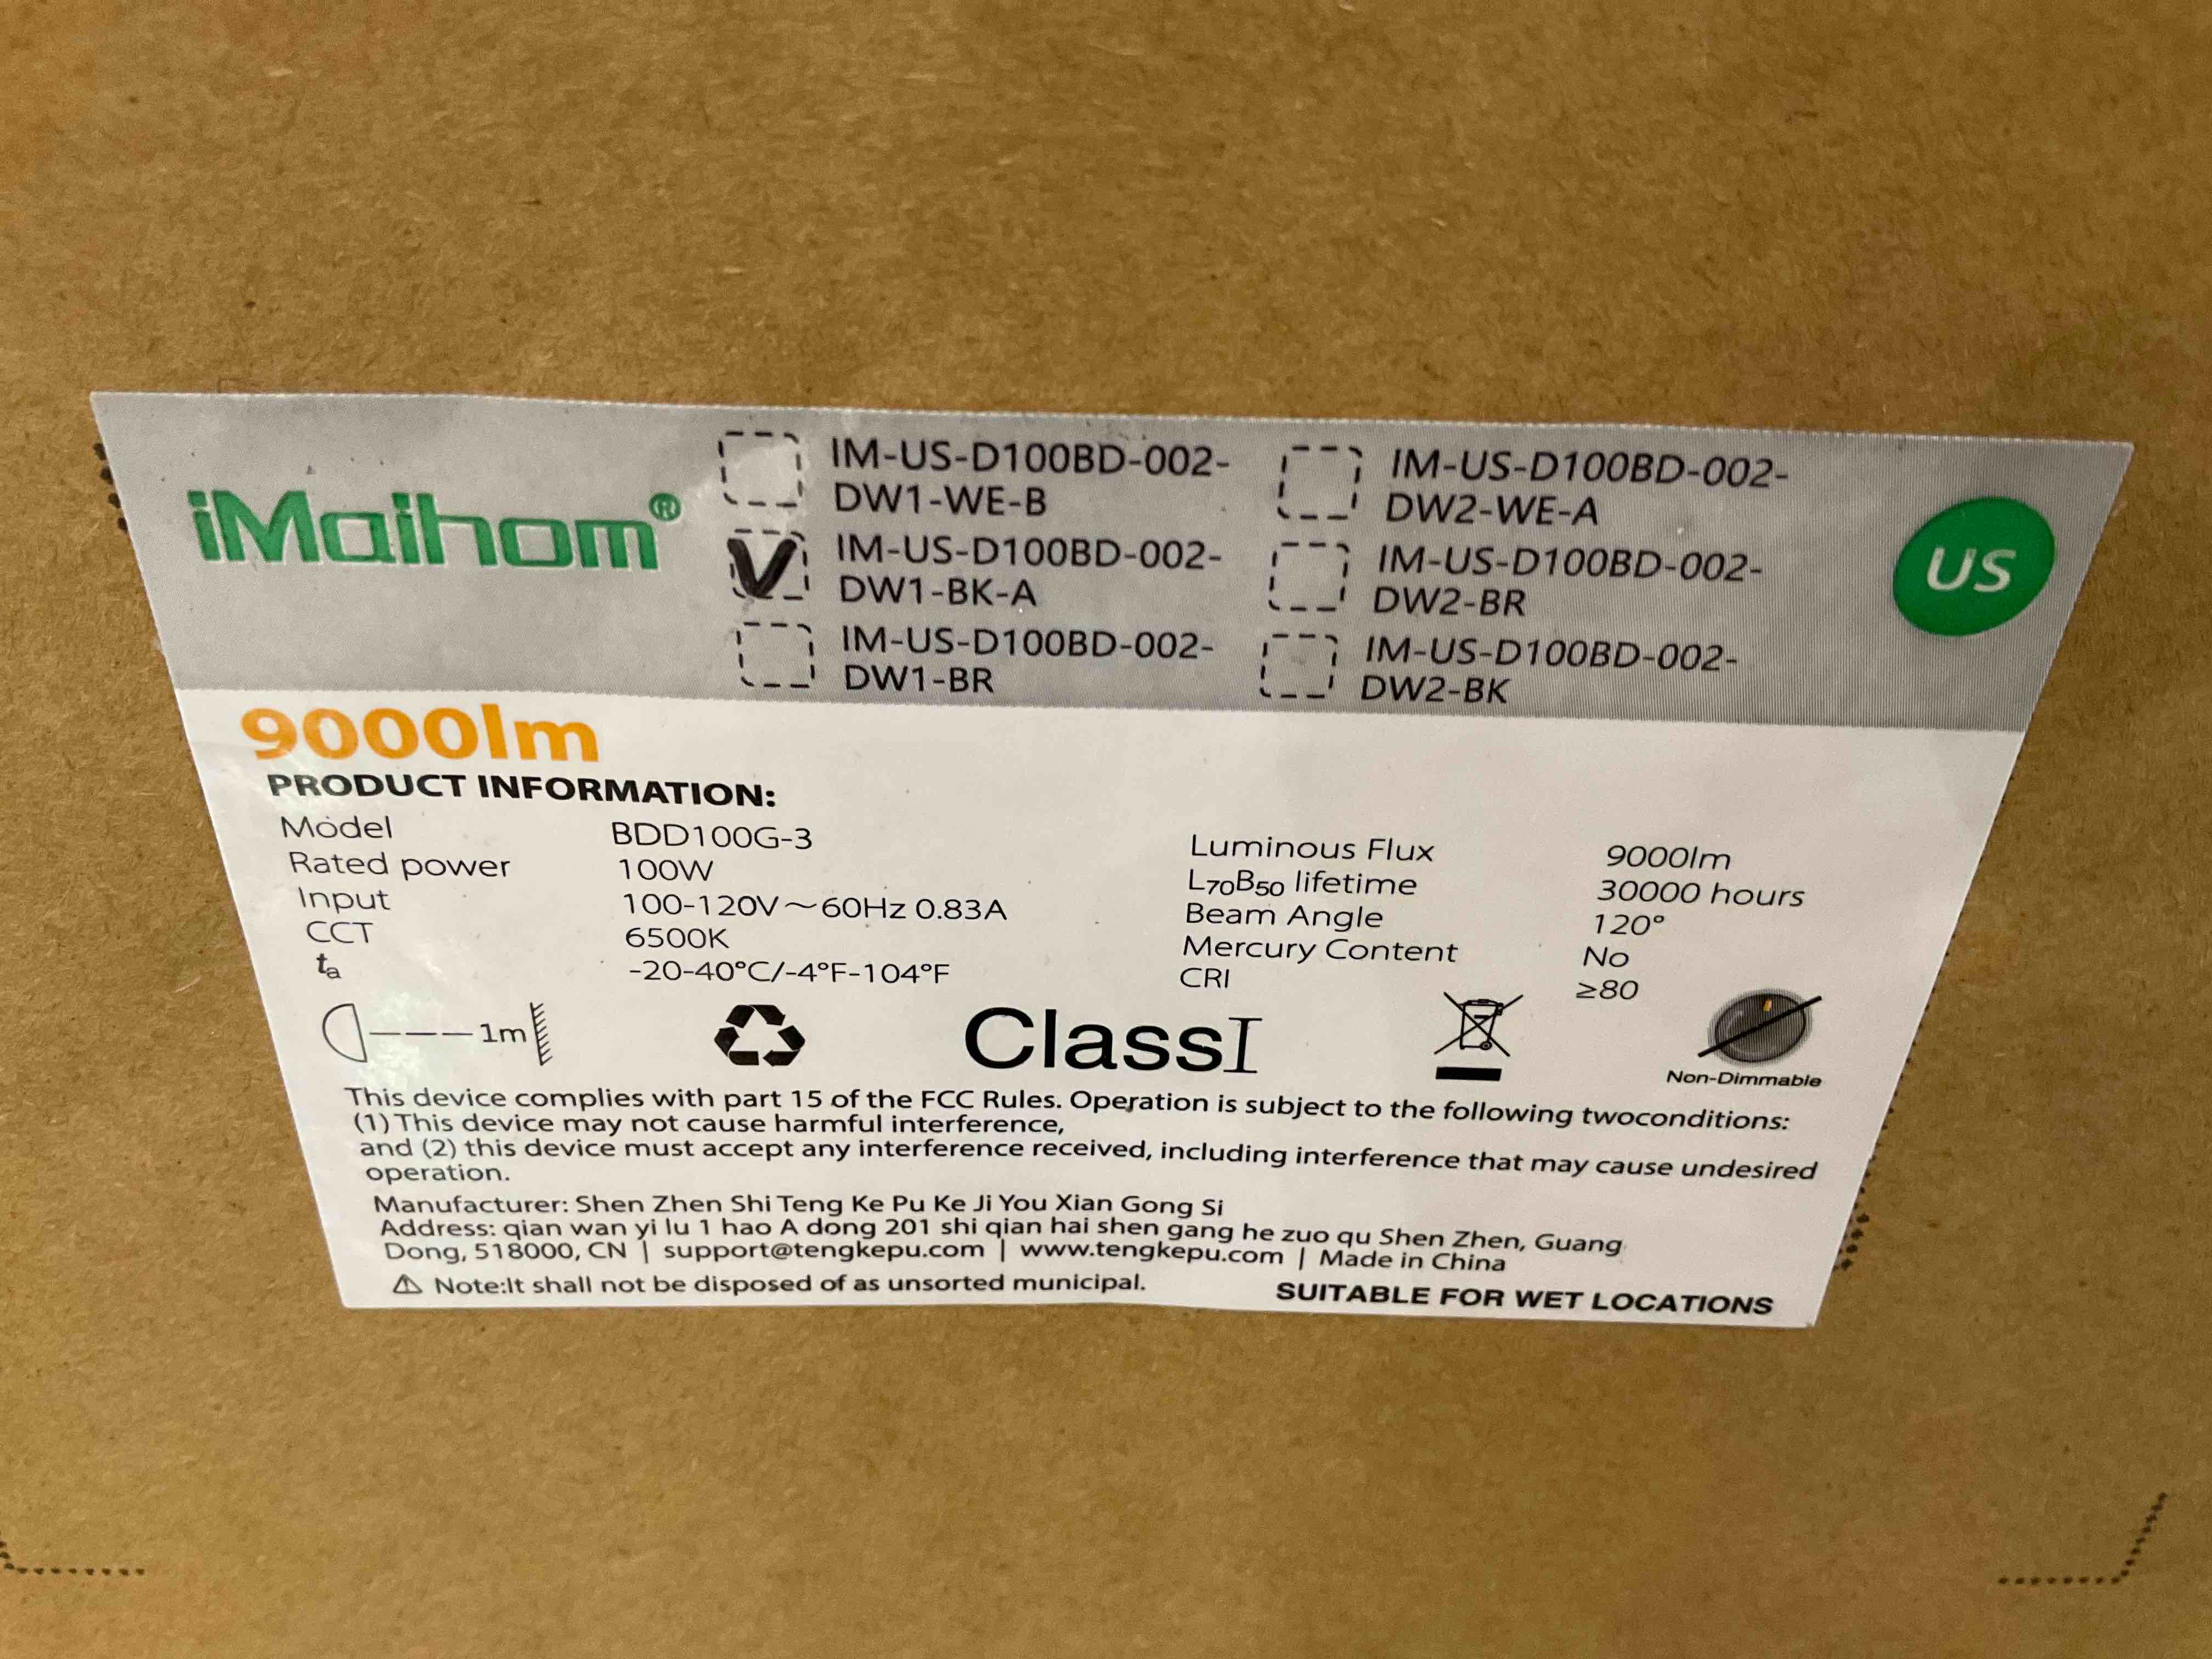 iMaihom®
IM-US-D100BD-002-
DW1-WE-B
IM-US-D100BD-002-
DW1-BK-A
IM-US-D100BD-002-
DW1-BR
IM-US-D100BD-002-
DW2-WE-A
IM-US-D100BD-002-
DW2-BR
IM-US-D100BD-002-
DW2-BK
US
9000lm
PRODUCT INFORMATION:
Model BDD100G-3
Rated power 100W
Input 100-120V~60Hz 0.83A
CCT 6500K
ta -20-40°C/-4°F-104°F
Luminous Flux 9000lm
L70B50 lifetime 30000 hours
Beam Angle 120°
Mercury Content No
CRI ≥80
1m
ClassI
Non-Dimmable
This device complies with part 15 of the FCC Rules. Operation is subject to the following twoconditions:
(1) This device may not cause harmful interference,
and (2) this device must accept any interference received, including interference that may cause undesired
operation.
Manufacturer: Shen Zhen Shi Teng Ke Pu Ke Ji You Xian Gong Si
Address: qian wan yi lu 1 hao A dong 201 shi qian hai shen gang he zuo qu Shen Zhen, Guang
Dong, 518000, CN | support@tengkepu.com | www.tengkepu.com | Made in China
Note:It shall not be disposed of as unsorted municipal.
SUITABLE FOR WET LOCATIONS